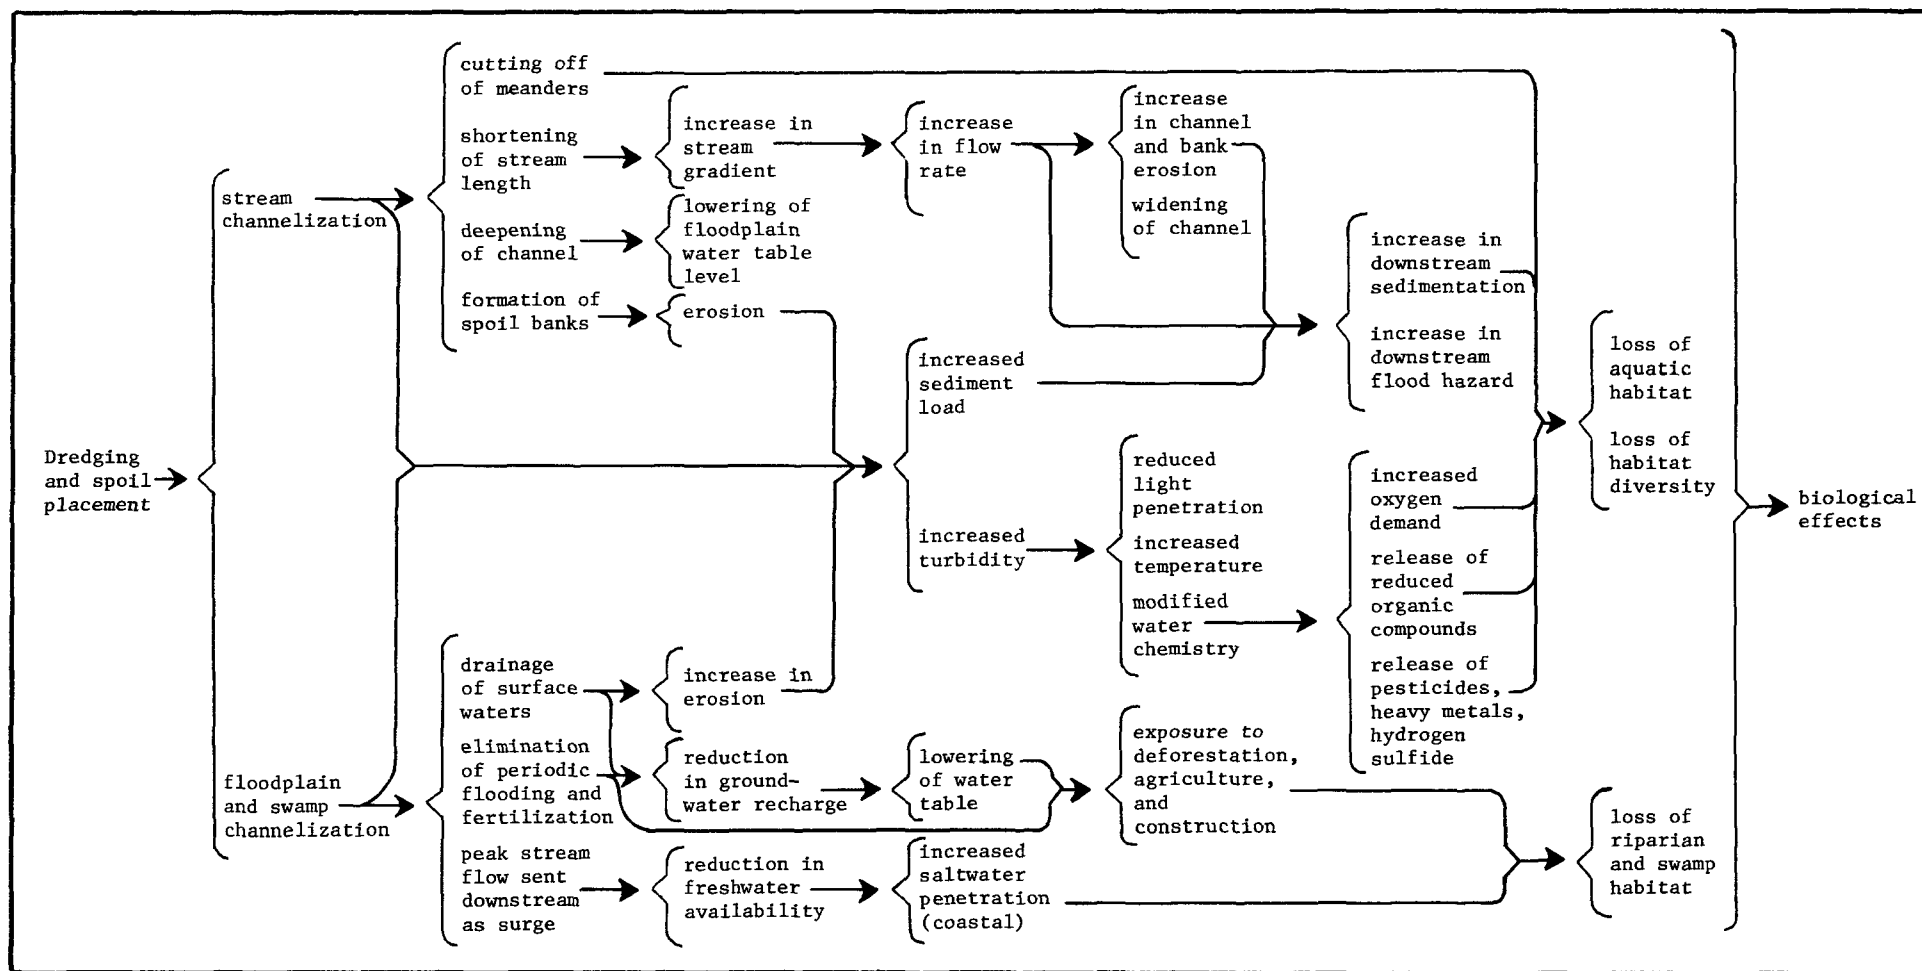 Dredging
and spoil
placement
stream
channelization
floodplain
and swamp
channelization
cutting off
of meanders
shortening
of stream
length
deepening
of channel
formation of
spoil banks
drainage
of surface
waters
elimination
of periodic
flooding and
fertilization
peak stream
flow sent
downstream
as surge
increase in
stream
gradient
lowering of
floodplain
water table
level
erosion
increase in
erosion
reduction
in ground-
water recharge
reduction in
freshwater
availability
increase
in flow
rate
increased
sediment
load
increased
turbidity
lowering
of water
table
increased
saltwater
penetration
(coastal)
increase
in channel
and bank
erosion
widening
of channel
reduced
light
penetration
increased
temperature
modified
water
chemistry
exposure to
deforestation,
agriculture,
and
construction
increase in
downstream
sedimentation
increase in
downstream
flood hazard
increased
oxygen
demand
release of
reduced
organic
compounds
release of
pesticides,
heavy metals,
hydrogen
sulfide
loss of
aquatic
habitat
loss of
habitat
diversity
loss of
riparian
and swamp
habitat
biological
effects